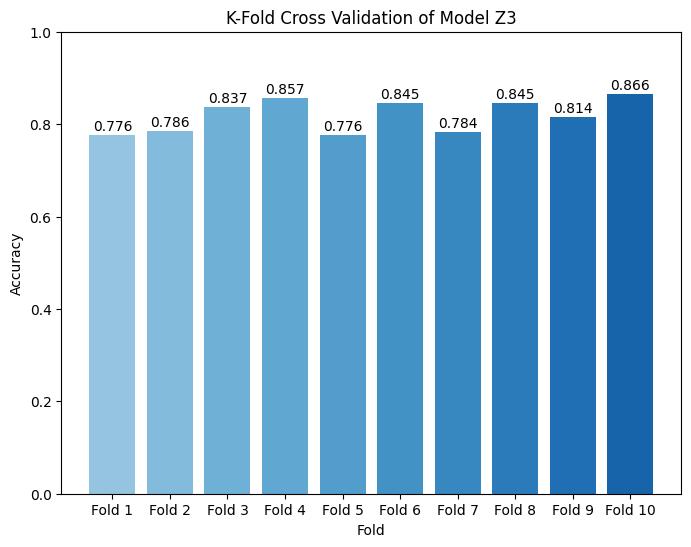 K-Fold Cross Validation of Model Z3
1.0
0.8
0.6
0.4
0.2
0.0
Accuracy
0.776
0.786
0.837
0.857
0.776
0.845
0.784
0.845
0.814
0.866
Fold 1
Fold 2
Fold 3
Fold 4
Fold 5
Fold 6
Fold 7
Fold 8
Fold 9
Fold 10
Fold